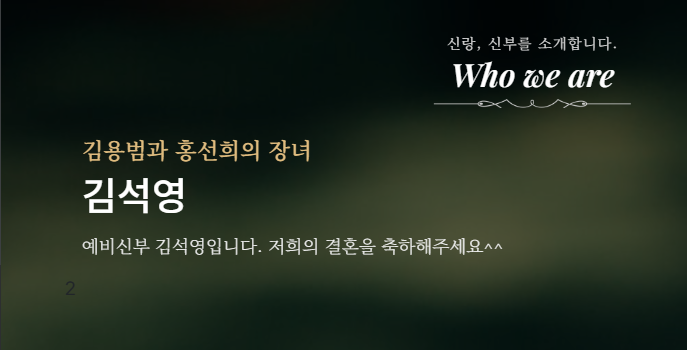 신랑, 신부를 소개합니다.
Who we are
김용범과 홍선희의 장녀
김석영
예비신부 김석영입니다. 저희의 결혼을 축하해주세요^^
2